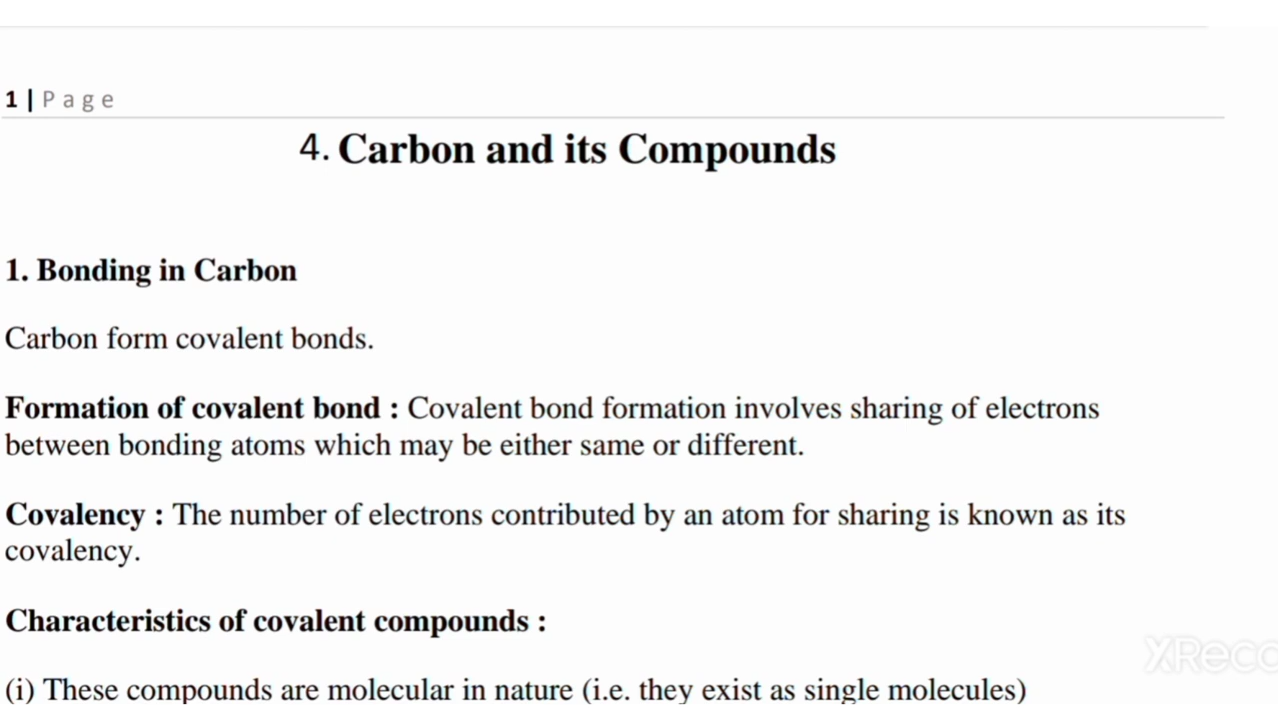 1 | P a g e
4. Carbon and its Compounds
1. Bonding in Carbon
Carbon form covalent bonds.
Formation of covalent bond : Covalent bond formation involves sharing of electrons
between bonding atoms which may be either same or different.
Covalency : The number of electrons contributed by an atom for sharing is known as its
covalency.
Characteristics of covalent compounds :
(i) These compounds are molecular in nature (i.e. they exist as single molecules)